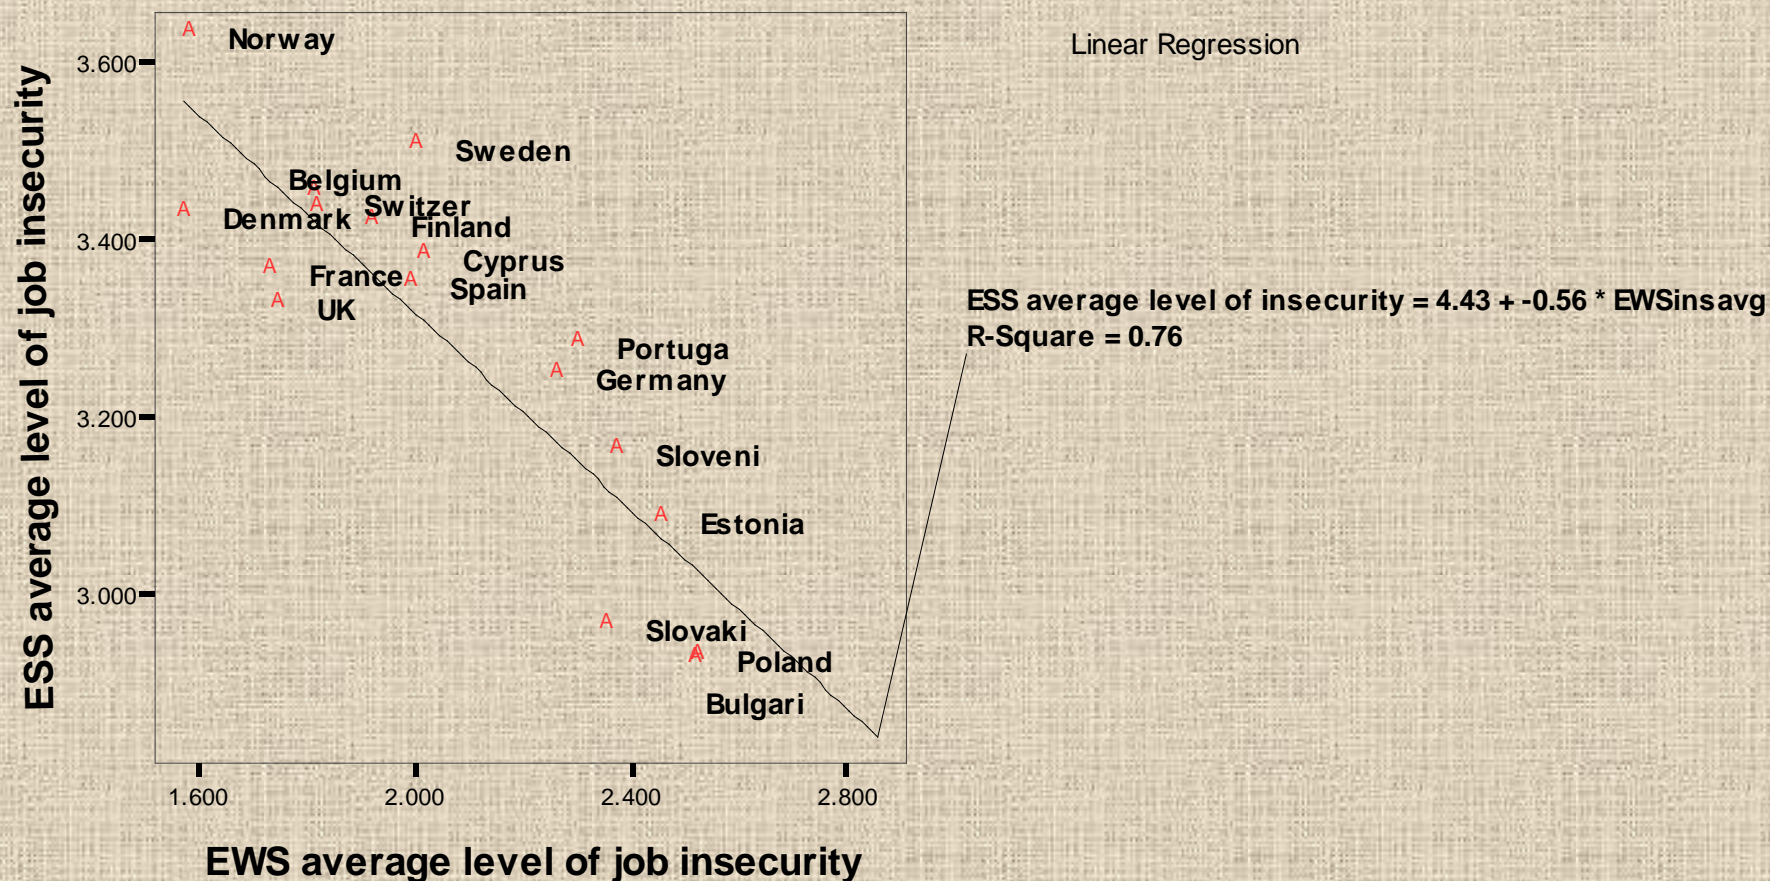 Linear Regression
ESS average level of job insecurity
3.600
3.400
3.200
3.000
A
Norway
A
Sweden
Belgium
A
A
Switzer
A
A
Denmark
Finland
A
Cyprus
A
France
A
Spain
A
UK
A
Portuga
A
Germany
A
Sloveni
A
Estonia
A
Slovaki
A
A
Poland
Bulgari
ESS average level of insecurity = 4.43 + -0.56 * EWSinsavg
R-Square = 0.76
1.600 2.000 2.400 2.800
EWS average level of job insecurity